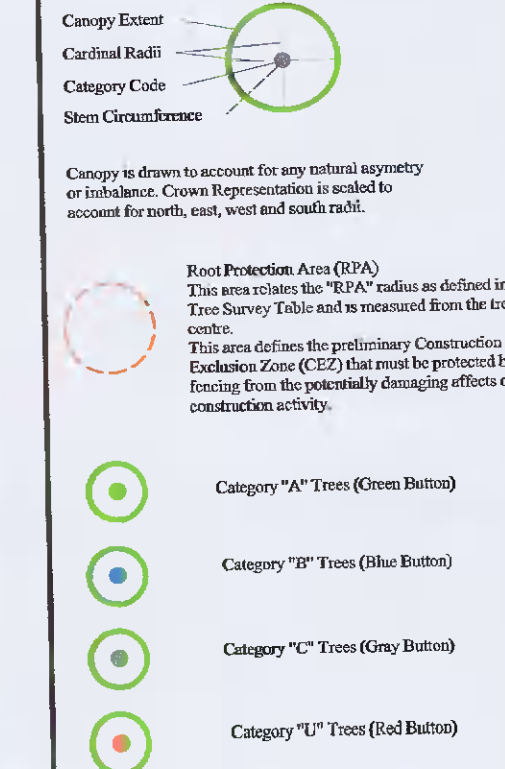 Canopy Extent
Cardinal Radii
Category Code
Stem Circumference
Canopy is drawn to account for any natural asymetry
or imbalance. Crown Representation is scaled to
account for north, east, west and south radii.
Root Protection Area (RPA)
This area relates the "RPA" radius as defined in
Tree Survey Table and is measured from the tre
centre.
This area defines the preliminary Construction
Exclusion Zone (CEZ) that must be protected b
fencing from the potentially damaging affects o
construction activity.
Category "A" Trees (Green Button)
Category "B" Trees (Blue Button)
Category "C" Trees (Gray Button)
Category "U" Trees (Red Button)